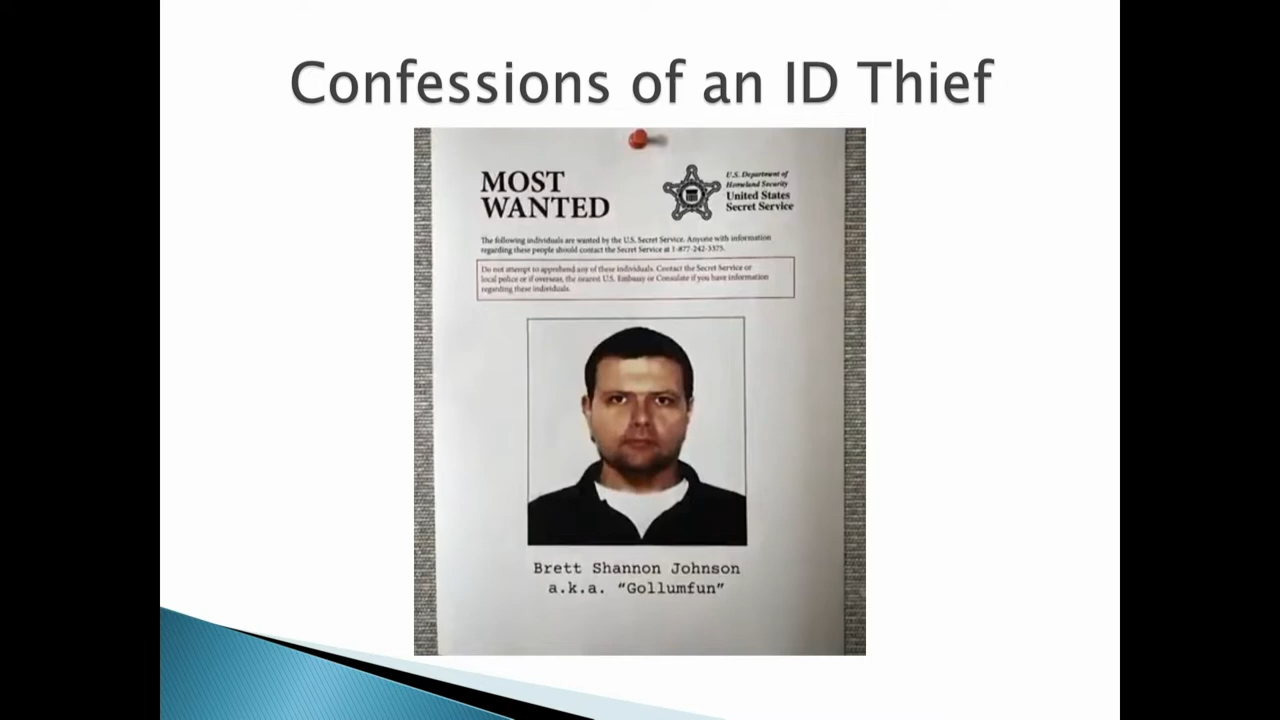 Confessions of an ID Thief
MOST
WANTED
U.S. Department of
Homeland Security
United States
Secret Service
The following individuals are wanted by the U.S. Secret Service. Anyone with information
regarding these people should contact the Secret Service at 1-877-242-3375.
Do not attempt to apprehend any of these individuals. Contact the Secret Service or
local police or if overseas, the nearest U.S. Embassy or Consulate if you have information
regarding these individuals.
Brett Shannon Johnson
a.k.a. “Gollumfun”